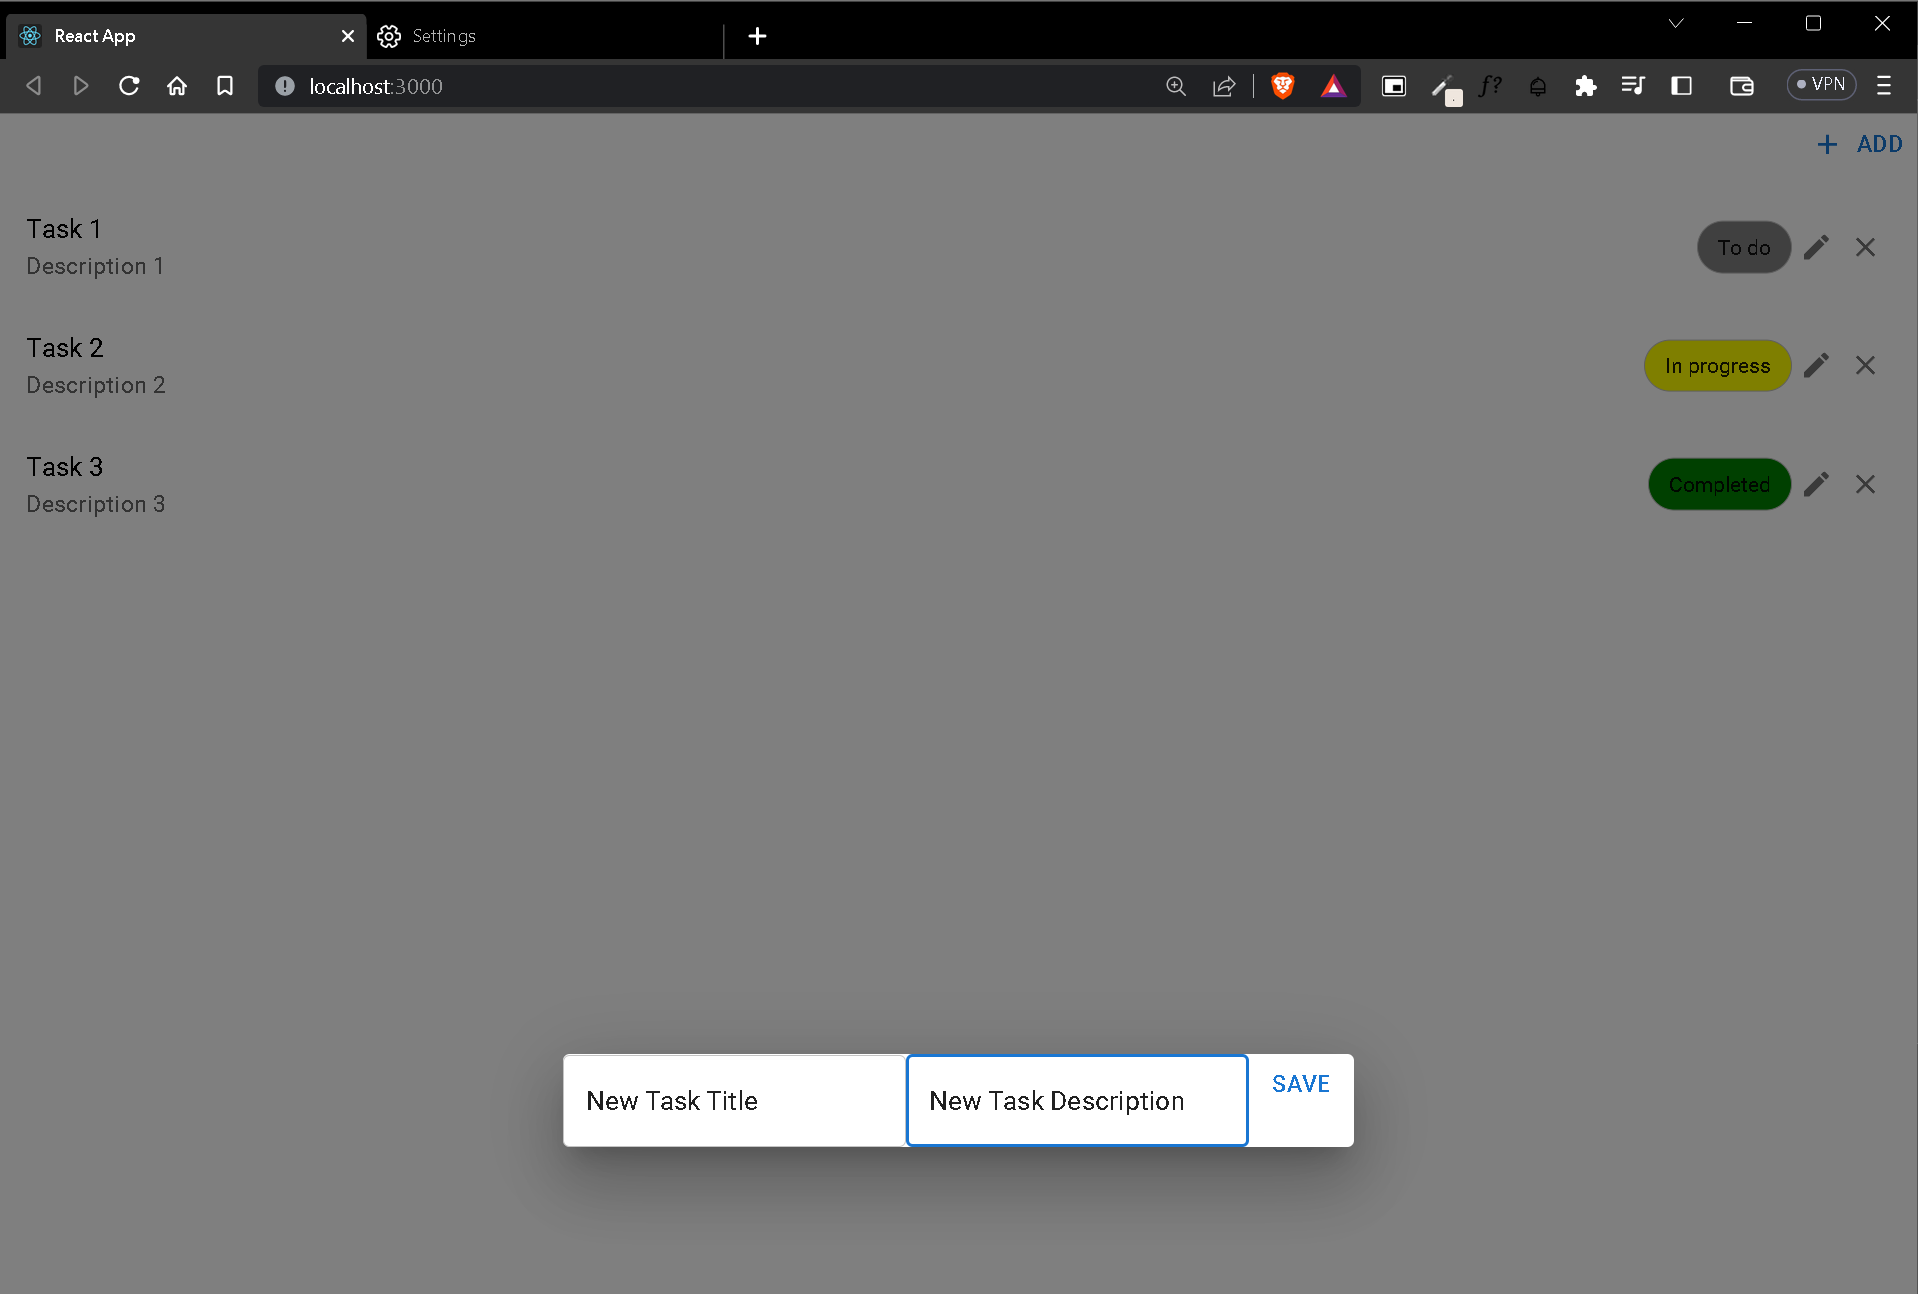 React App
Settings
localhost:3000
VPN
ADD
Task 1
Description 1
To do
Task 2
Description 2
In progress
Task 3
Description 3
Completed
New Task Title
New Task Description
SAVE